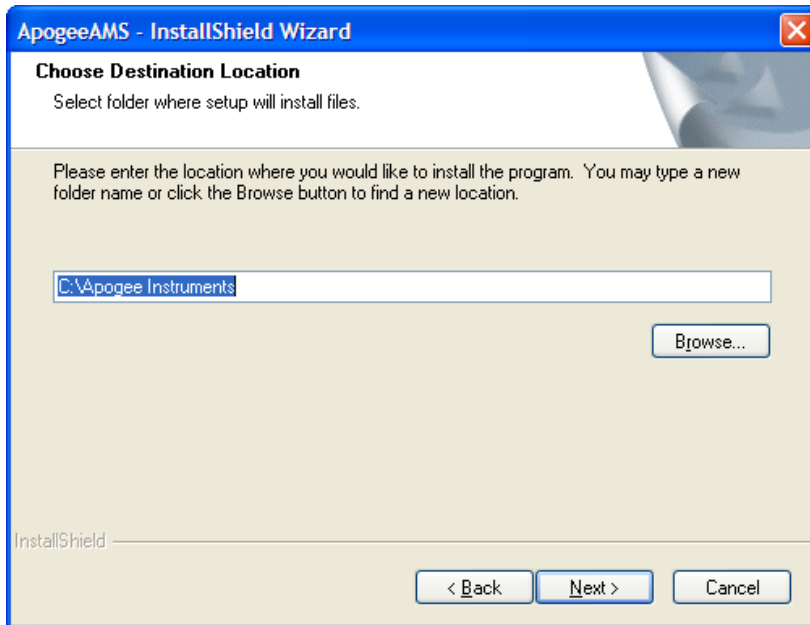 ApogeeAMS - InstallShield Wizard
Choose Destination Location
Select folder where setup will install files.
Please enter the location where you would like to install the program.  You may type a new
folder name or click the Browse button to find a new location.
C:\Apogee Instruments
Browse...
InstallShield
< Back
Next >
Cancel